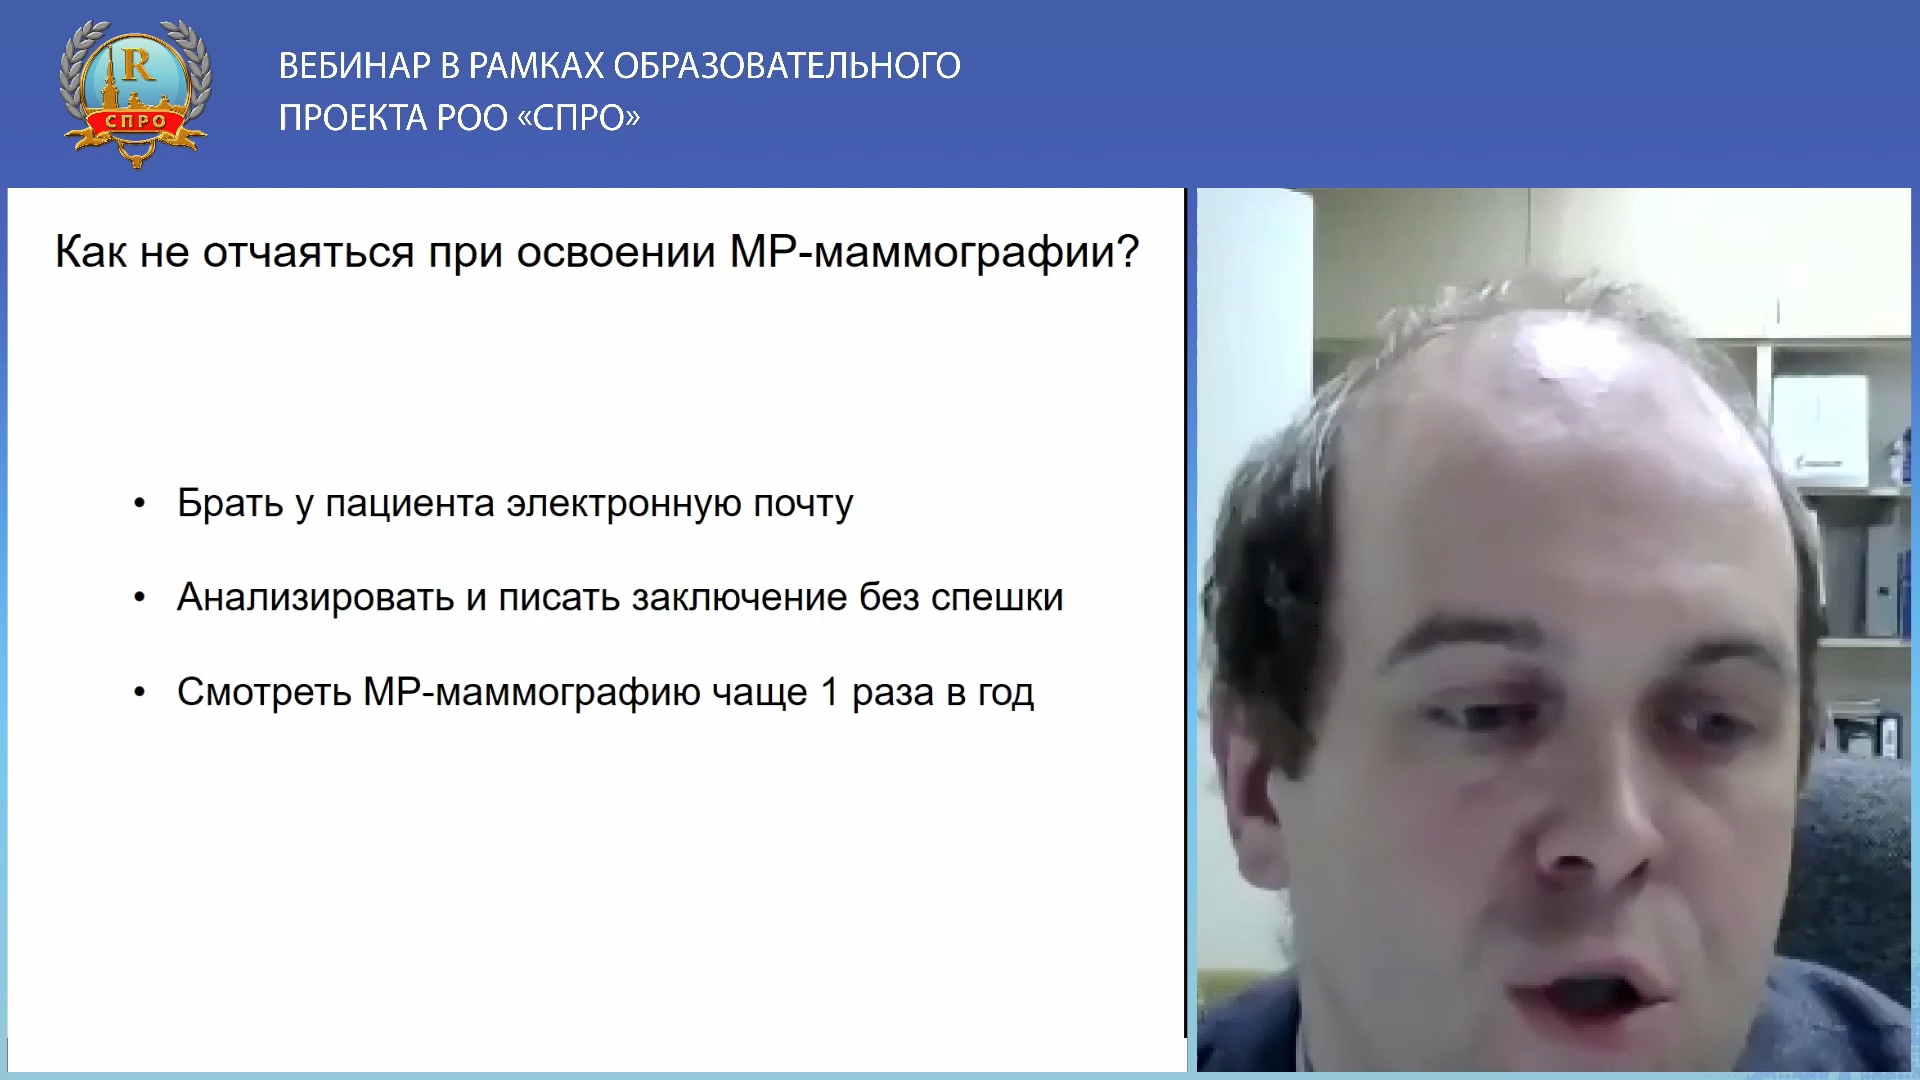 R
СПРО
ВЕБИНАР В РАМКАХ ОБРАЗОВАТЕЛЬНОГО
ПРОЕКТА РОО «СПРО»
Как не отчаяться при освоении МР-маммографии?
• Брать у пациента электронную почту
• Анализировать и писать заключение без спешки
• Смотреть МР-маммографию чаще 1 раза в год